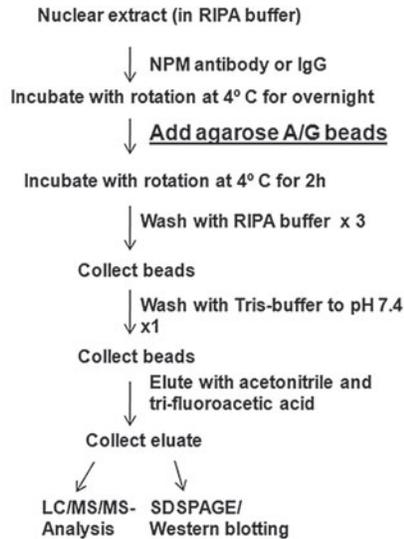 Nuclear extract (in RIPA buffer)
NPM antibody or IgG
Incubate with rotation at 4º C for overnight
Add agarose A/G beads
Incubate with rotation at 4º C for 2h
Wash with RIPA buffer x 3
Collect beads
Wash with Tris-buffer to pH 7.4
x1
Collect beads
Elute with acetonitrile and
tri-fluoroacetic acid
Collect eluate
LC/MS/MS- SDSPAGE/
Analysis Western blotting